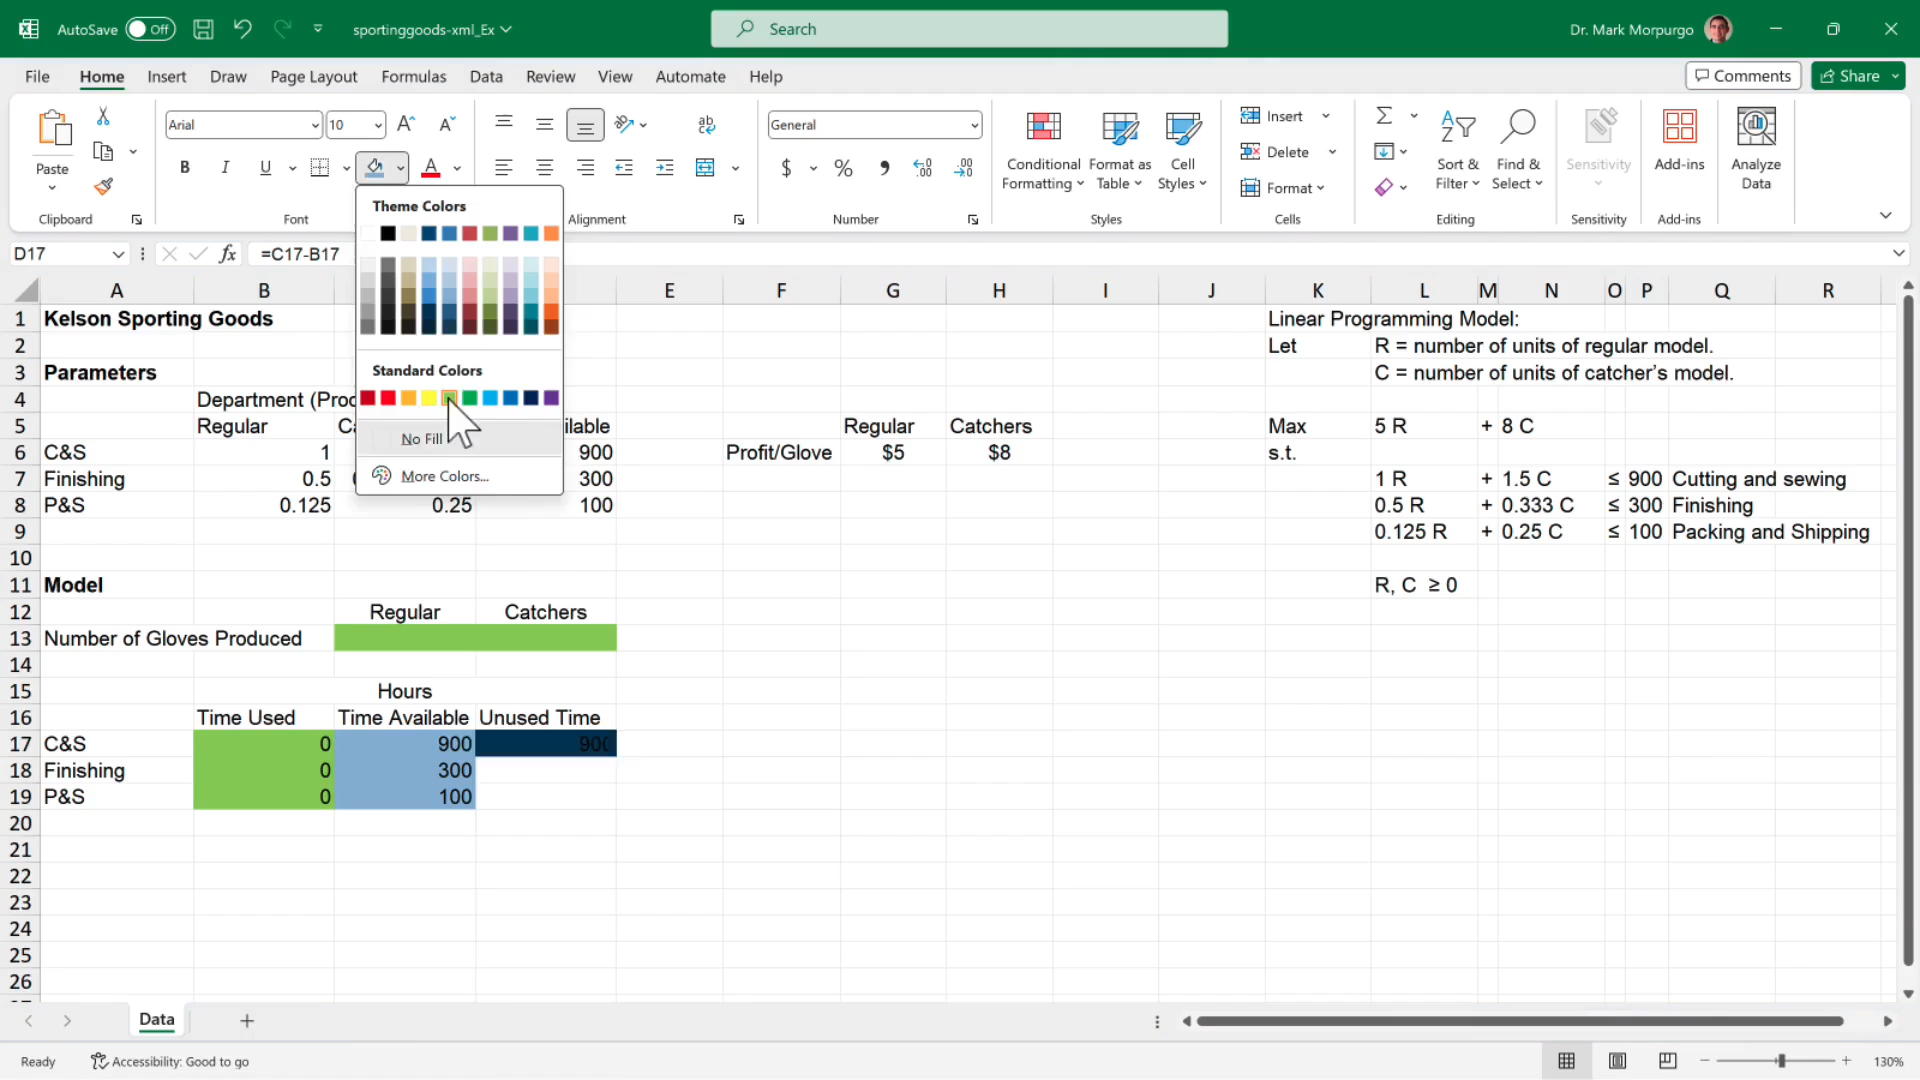 AutoSave Off sportinggoods-xml_Ex Search Dr. Mark Morpurgo
File Home Insert Draw Page Layout Formulas Data Review View Automate Help Comments Share
Paste
Clipboard
Arial 10
B I U A
Font
Alignment
General
$ % ,
Number
Conditional Formatting
Format as Table
Cell Styles
Styles
Insert
Delete
Format
Cells
Sort & Filter
Find & Select
Editing
Sensitivity
Sensitivity
Add-ins
Add-ins
Analyze Data
Theme Colors
Standard Colors
No Fill
More Colors...
D17 fx =C17-B17
A B E F G H I J K L M N O P Q R
1 Kelson Sporting Goods Linear Programming Model:
2 Let R = number of units of regular model.
3 Parameters C = number of units of catcher's model.
4 Department (Proc
5 Regular Ca ilable Regular Catchers Max 5 R + 8 C
6 C&S 1 900 Profit/Glove $5 $8 s.t.
7 Finishing 0.5 300 1 R + 1.5 C ≤ 900 Cutting and sewing
8 P&S 0.125 0.25 100 0.5 R + 0.333 C ≤ 300 Finishing
9 0.125 R + 0.25 C ≤ 100 Packing and Shipping
10
11 Model R, C ≥ 0
12 Regular Catchers
13 Number of Gloves Produced
14
15 Hours
16 Time Used Time Available Unused Time
17 C&S 0 900 900
18 Finishing 0 300
19 P&S 0 100
20
21
22
23
24
25
26
Data +
Ready Accessibility: Good to go 130%